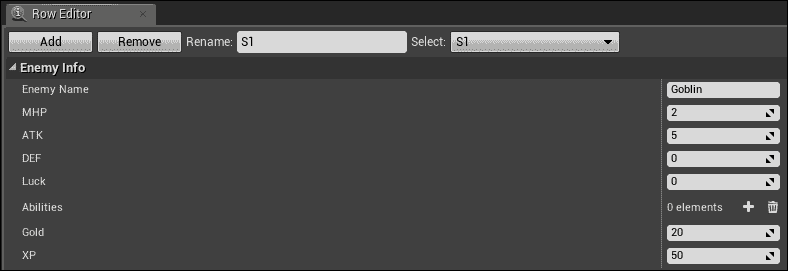 Row Editor
Add Remove Rename: S1 Select: S1
Enemy Info
Enemy Name Goblin
MHP 2
ATK 5
DEF 0
Luck 0
Abilities 0 elements
Gold 20
XP 50